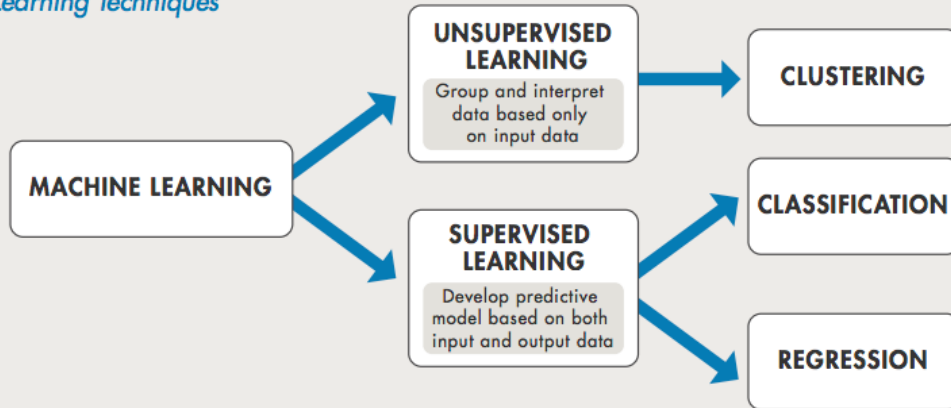 Learning Techniques
UNSUPERVISED
LEARNING
Group and interpret
data based only
on input data
CLUSTERING
MACHINE LEARNING
CLASSIFICATION
SUPERVISED
LEARNING
Develop predictive
model based on both
input and output data
REGRESSION